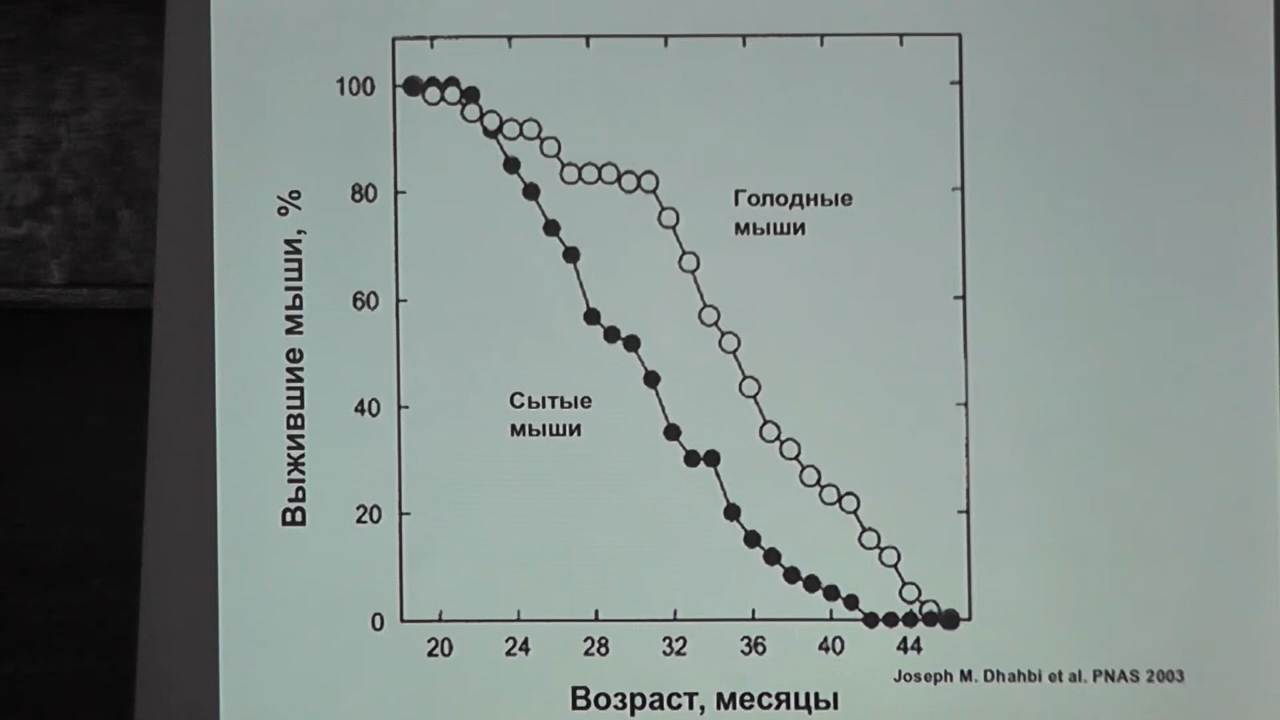 100
80
60
40
20
0
Выжившие мыши, %
Голодные
мыши
Сытые
мыши
20 24 28 32 36 40 44
Возраст, месяцы
Joseph M. Dhahbi et al. PNAS 2003